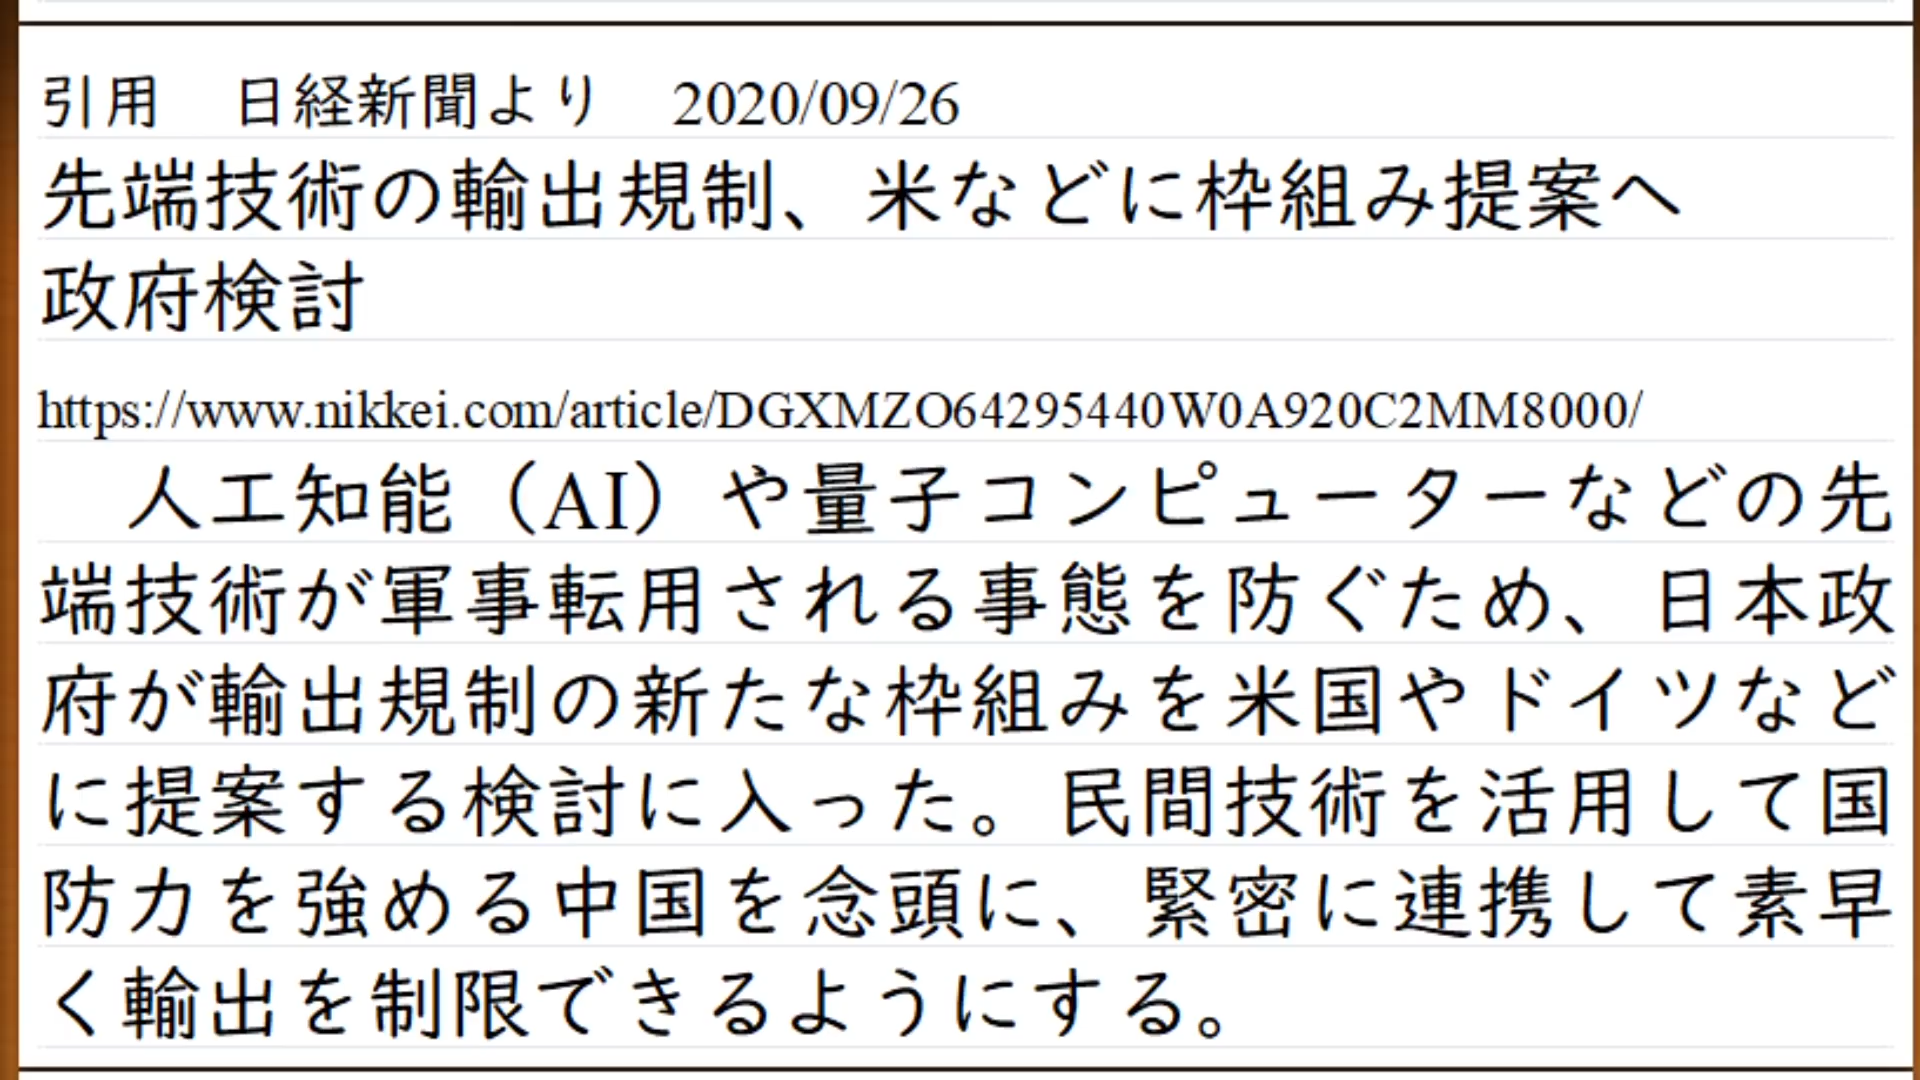 引用　日経新聞より　2020/09/26
先端技術の輸出規制、米などに枠組み提案へ
政府検討
https://www.nikkei.com/article/DGXMZO64295440W0A920C2MM8000/
　人工知能（AI）や量子コンピューターなどの先
端技術が軍事転用される事態を防ぐため、日本政
府が輸出規制の新たな枠組みを米国やドイツなど
に提案する検討に入った。民間技術を活用して国
防力を強める中国を念頭に、緊密に連携して素早
く輸出を制限できるようにする。